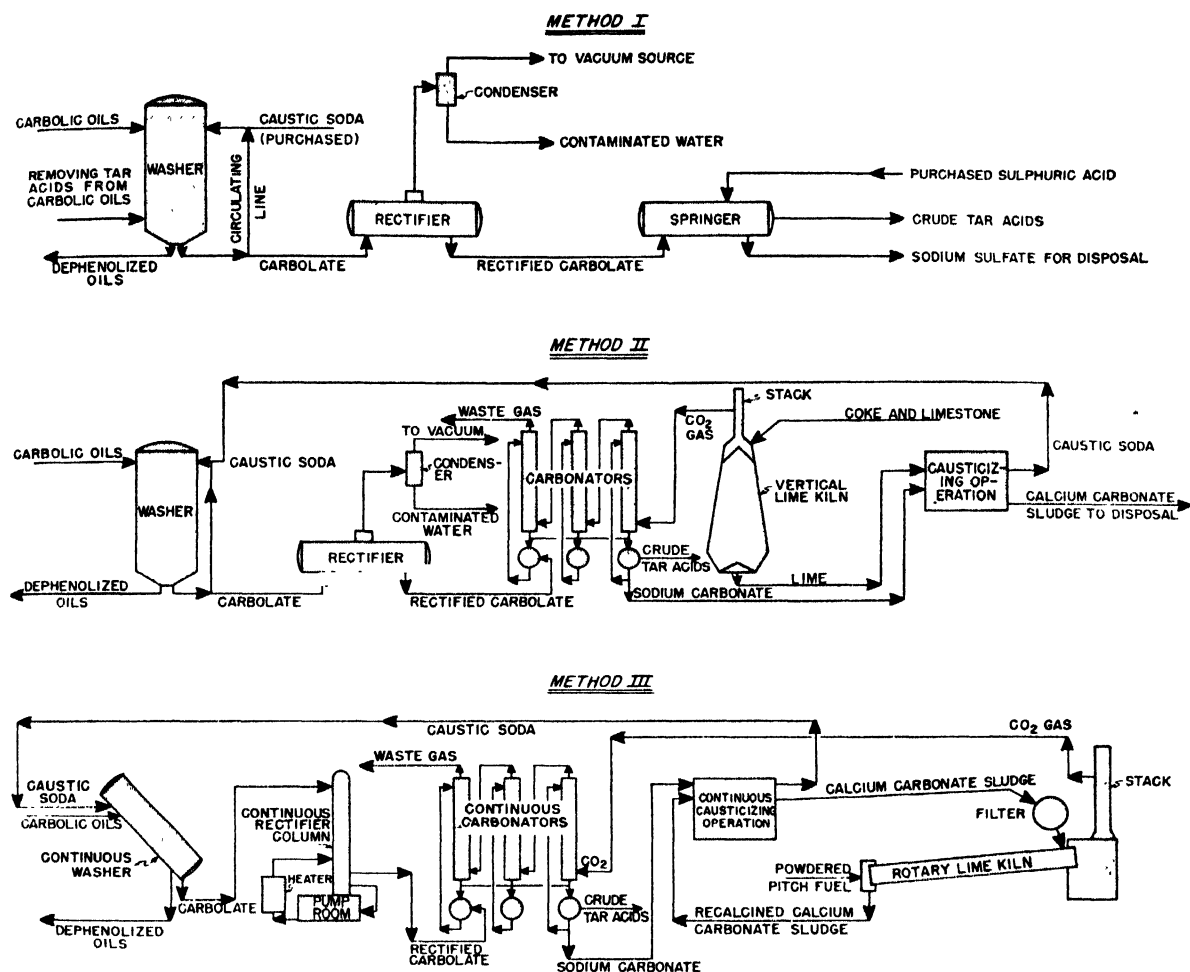 METHOD I
TO VACUUM SOURCE
CONDENSER
CARBOLIC OILS
CAUSTIC SODA
(PURCHASED)
CONTAMINATED WATER
WASHER
REMOVING TAR
ACIDS FROM
CARBOLIC OILS
CIRCULATING
LINE
PURCHASED SULPHURIC ACID
RECTIFIER
SPRINGER
CRUDE TAR ACIDS
DEPHENOLIZED
OILS
CARBOLATE
RECTIFIED CARBOLATE
SODIUM SULFATE FOR DISPOSAL
METHOD II
STACK
WASTE GAS
CO2
GAS
COKE AND LIMESTONE
TO VACUUM
CAUSTIC SODA
CARBOLIC OILS
CAUSTIC SODA
CONDENS-
ER
CARBONATORS
VERTICAL
LIME KILN
CAUSTICIZ-
ING OP-
ERATION
CALCIUM CARBONATE
SLUDGE TO DISPOSAL
WASHER
CONTAMINATED
WATER
RECTIFIER
CRUDE
TAR ACIDS
LIME
DEPHENOLIZED
OILS
CARBOLATE
RECTIFIED CARBOLATE
SODIUM CARBONATE
METHOD III
CAUSTIC SODA
CO2 GAS
WASTE GAS
CAUSTIC
SODA
CARBOLIC OILS
CONTINUOUS
RECTIFIER
COLUMN
CONTINUOUS
CARBONATORS
CONTINUOUS
CAUSTICIZING
OPERATION
CALCIUM CARBONATE SLUDGE
STACK
FILTER
CONTINUOUS
WASHER
CO2
ROTARY LIME KILN
POWDERED
PITCH FUEL
HEATER
PUMP
ROOM
CARBOLATE
CRUDE
TAR ACIDS
RECALCINED CALCIUM
CARBONATE SLUDGE
DEPHENOLIZED
OILS
RECTIFIED
CARBOLATE
SODIUM CARBONATE